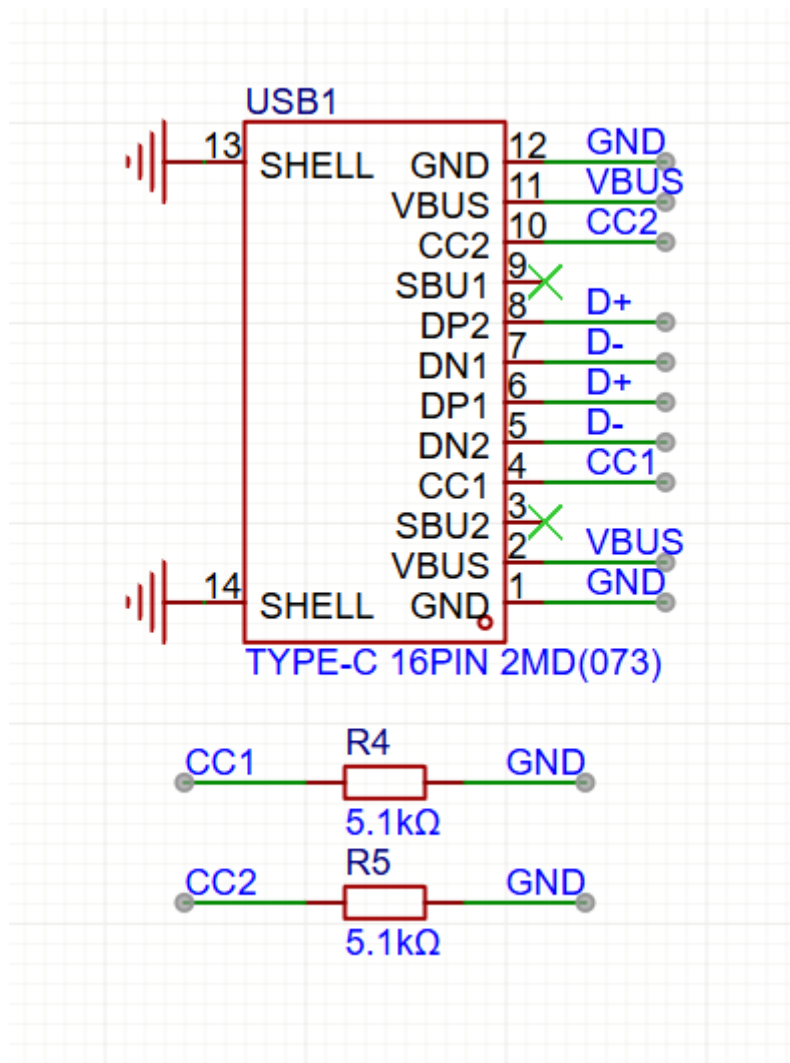 USB1
13 SHELL GND 12 GND
VBUS 11 VBUS
CC2 10 CC2
SBU1 9
DP2 8 D+
DN1 7 D-
DP1 6 D+
DN2 5 D-
CC1 4 CC1
SBU2 3
VBUS 2 VBUS
14 SHELL GND 1 GND
TYPE-C 16PIN 2MD(073)
R4
CC1 GND
5.1kΩ
R5
CC2 GND
5.1kΩ